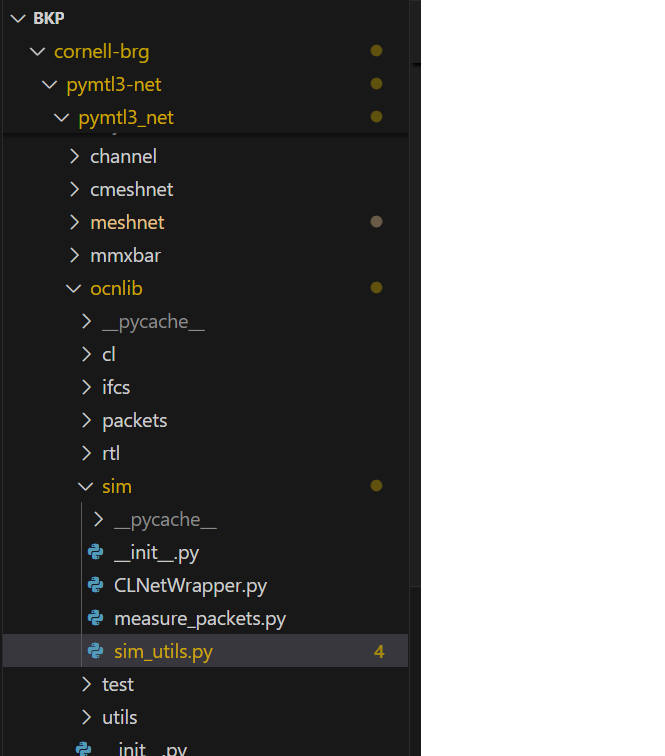 BKP
cornell-brg
pymtl3-net
pymtl3_net
channel
cmeshnet
meshnet
mmxbar
ocnlib
__pycache__
cl
ifcs
packets
rtl
sim
__pycache__
__init__.py
CLNetWrapper.py
measure_packets.py
sim_utils.py 4
test
utils
__init__.py